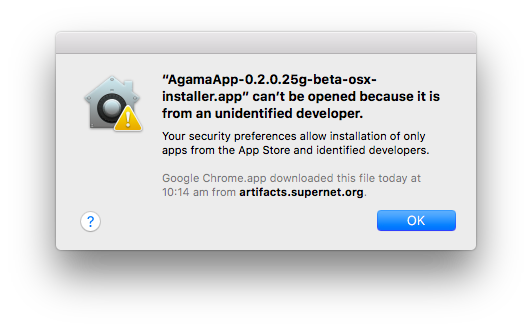 “AgamaApp-0.2.0.25g-beta-osx-
installer.app” can’t be opened because it is
from an unidentified developer.
Your security preferences allow installation of only
apps from the App Store and identified developers.
Google Chrome.app downloaded this file today at
10:14 am from artifacts.supernet.org.
?
OK